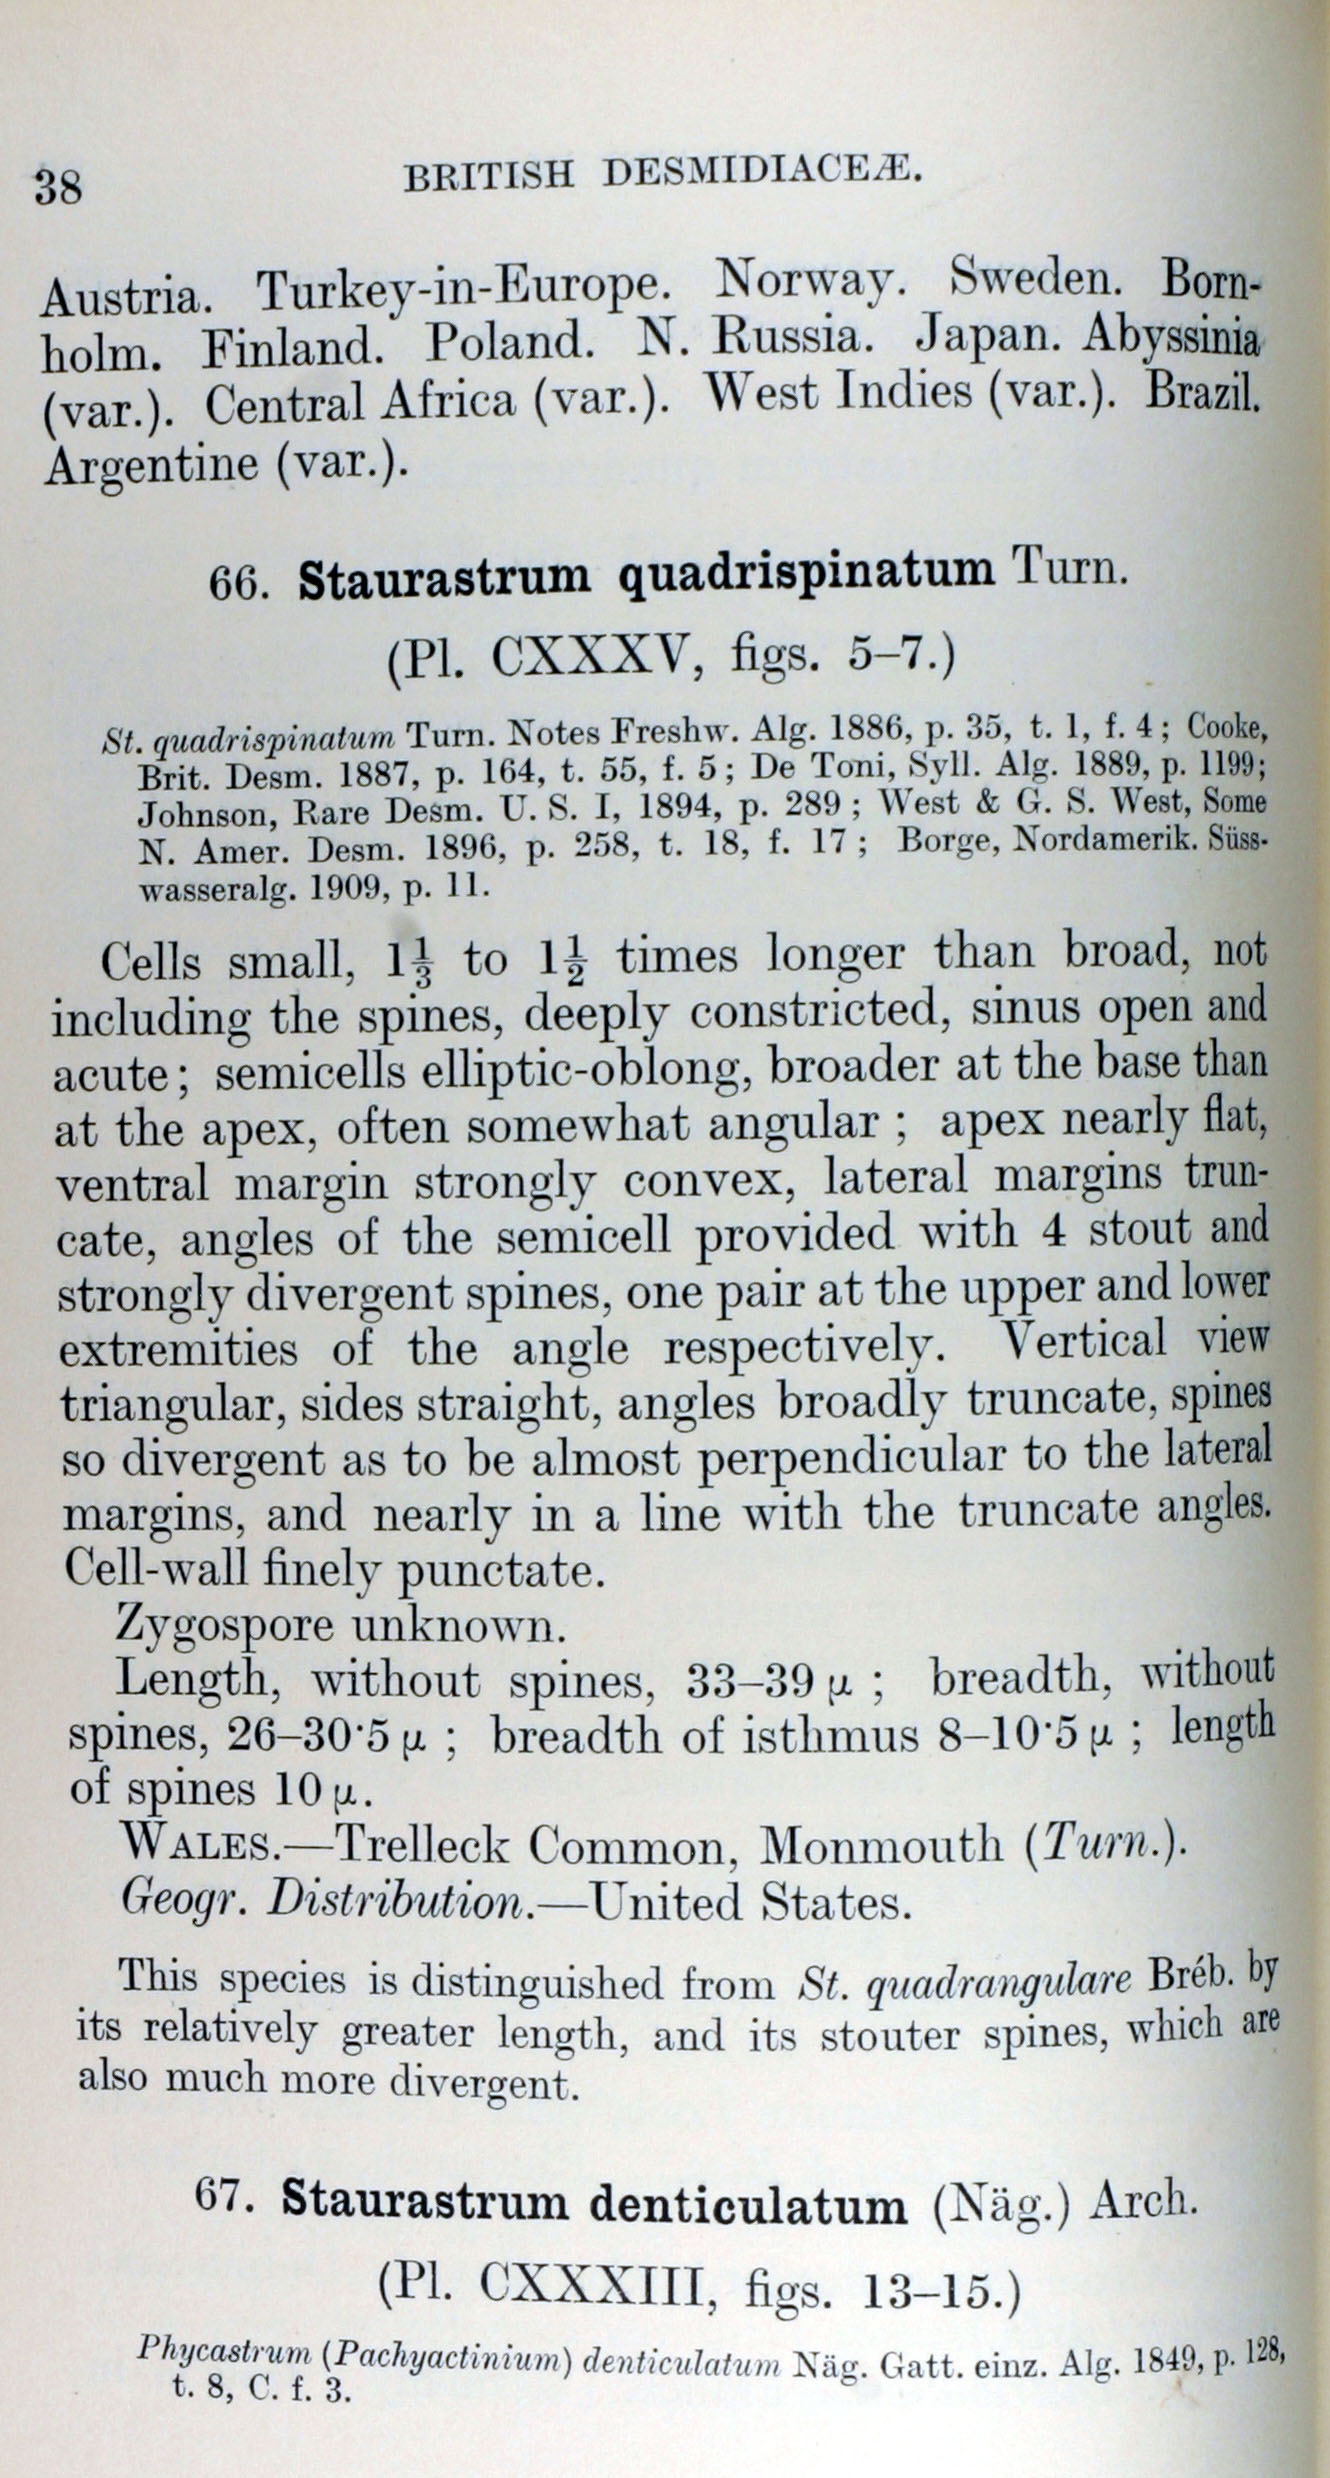 38
BRITISH DESMIDIACEÆ.
Austria. Turkey-in-Europe. Norway. Sweden. Born-
holm. Finland. Poland. N. Russia. Japan. Abyssinia
(var.). Central Africa (var.). West Indies (var.). Brazil.
Argentine (var.).
66. Staurastrum quadrispinatum Turn.
(Pl. CXXXV, figs. 5–7.)
St. quadrispinatum Turn. Notes Freshw. Alg. 1886, p. 35, t. 1, f. 4 ; Cooke,
Brit. Desm. 1887, p. 164, t. 55, f. 5 ; De Toni, Syll. Alg. 1889, p. 1199;
Johnson, Rare Desm. U. S. I, 1894, p. 289 ; West & G. S. West, Some
N. Amer. Desm. 1896, p. 258, t. 18, f. 17 ; Borge, Nordamerik. Süss-
wasseralg. 1909, p. 11.
Cells small, 1⅓ to 1½ times longer than broad, not
including the spines, deeply constricted, sinus open and
acute ; semicells elliptic-oblong, broader at the base than
at the apex, often somewhat angular ; apex nearly flat,
ventral margin strongly convex, lateral margins trun-
cate, angles of the semicell provided with 4 stout and
strongly divergent spines, one pair at the upper and lower
extremities of the angle respectively. Vertical view
triangular, sides straight, angles broadly truncate, spines
so divergent as to be almost perpendicular to the lateral
margins, and nearly in a line with the truncate angles.
Cell-wall finely punctate.
Zygospore unknown.
Length, without spines, 33–39 μ ; breadth, without
spines, 26–30·5 μ ; breadth of isthmus 8–10·5 μ ; length
of spines 10 μ.
WALES.—Trelleck Common, Monmouth (Turn.).
Geogr. Distribution.—United States.
This species is distinguished from St. quadrangulare Bréb. by
its relatively greater length, and its stouter spines, which are
also much more divergent.
67. Staurastrum denticulatum (Näg.) Arch.
(Pl. CXXXIII, figs. 13–15.)
Phycastrum (Pachyactinium) denticulatum Näg. Gatt. einz. Alg. 1849, p. 128,
t. 8, C. f. 3.